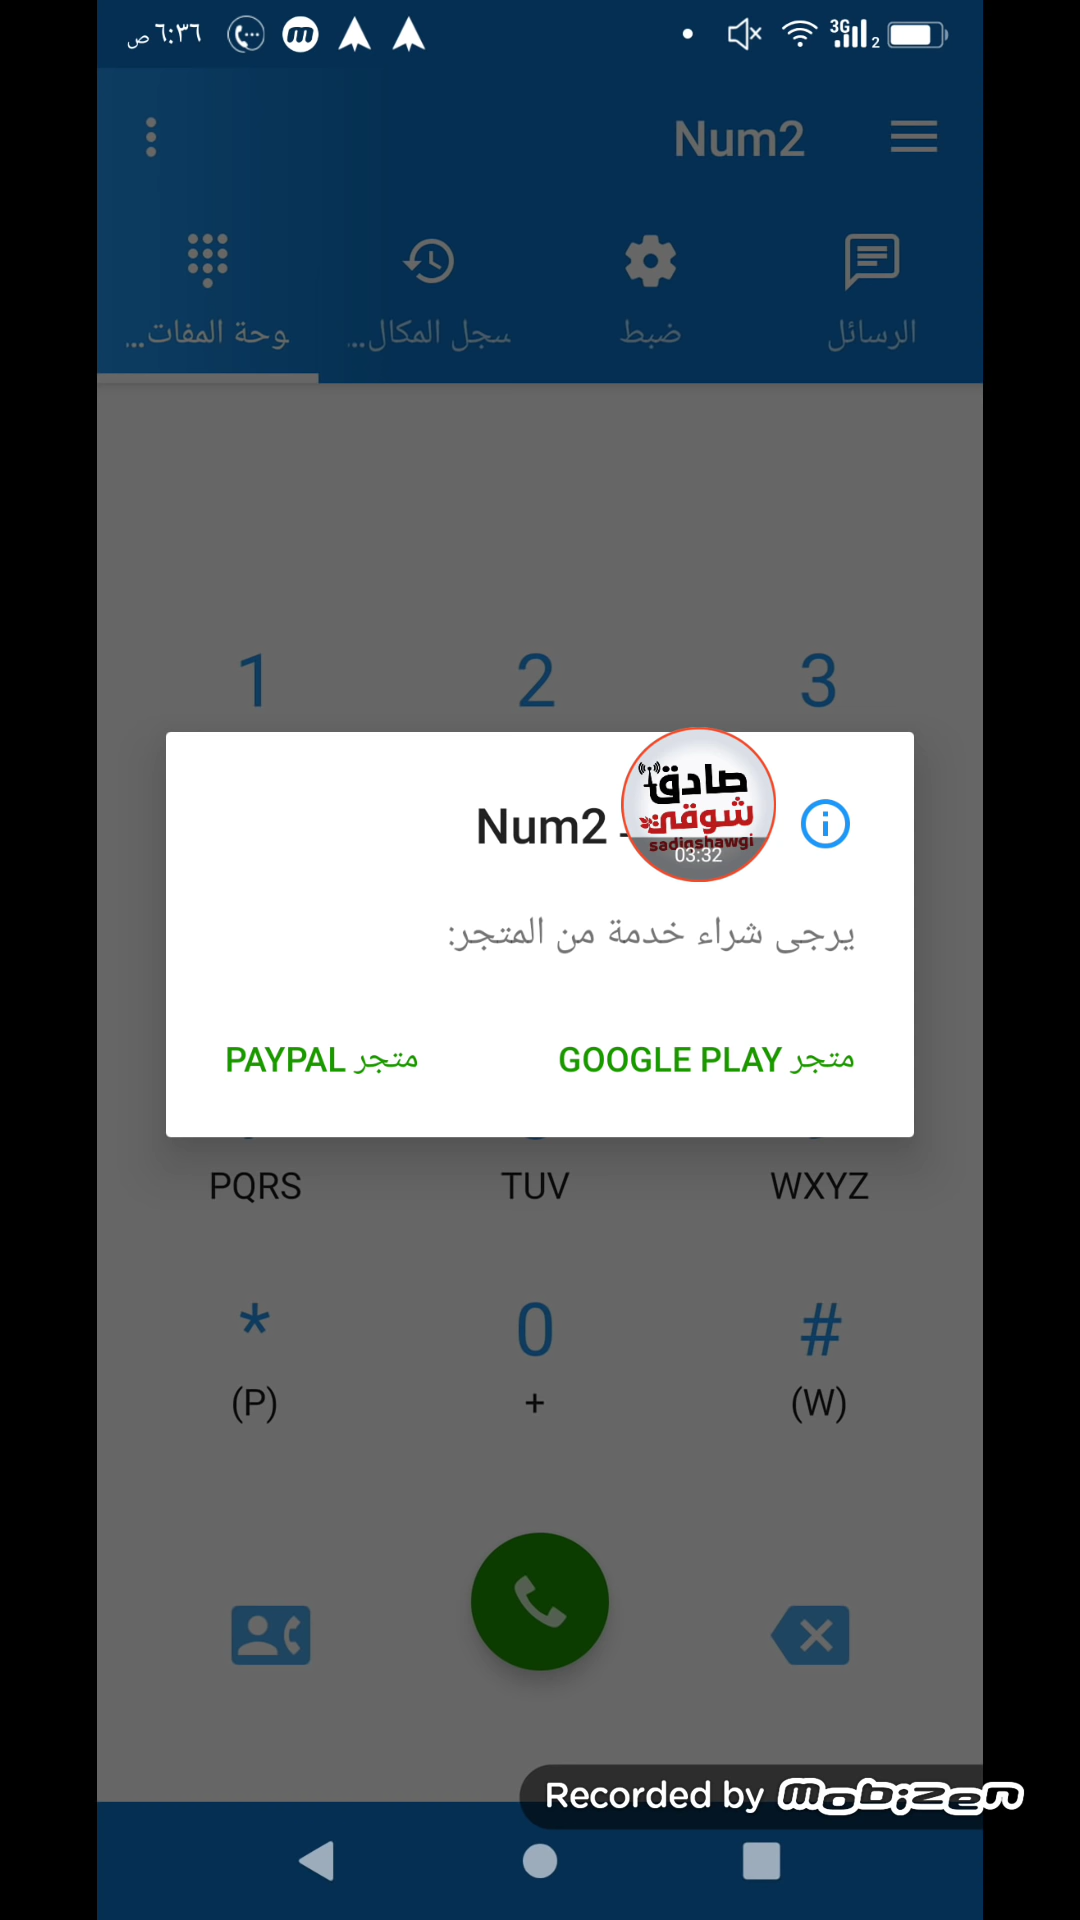 ٦:٣٦ ص
3G 2
Num2
وحة المفات...
سجل المكال...
ضبط
الرسائل
1 2 3
Num2 -
صادق
شوقي
sadiqshawgi
03:32
يرجى شراء خدمة من المتجر:
متجر GOOGLE PLAY
متجر PAYPAL
PQRS TUV WXYZ
* 0 #
(P) + (W)
Recorded by mobizen